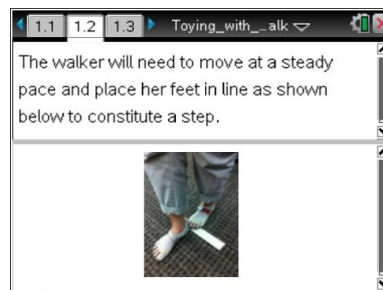 1.1 1.2 1.3 Toying_with_...alk
The walker will need to move at a steady
pace and place her feet in line as shown
below to constitute a step.